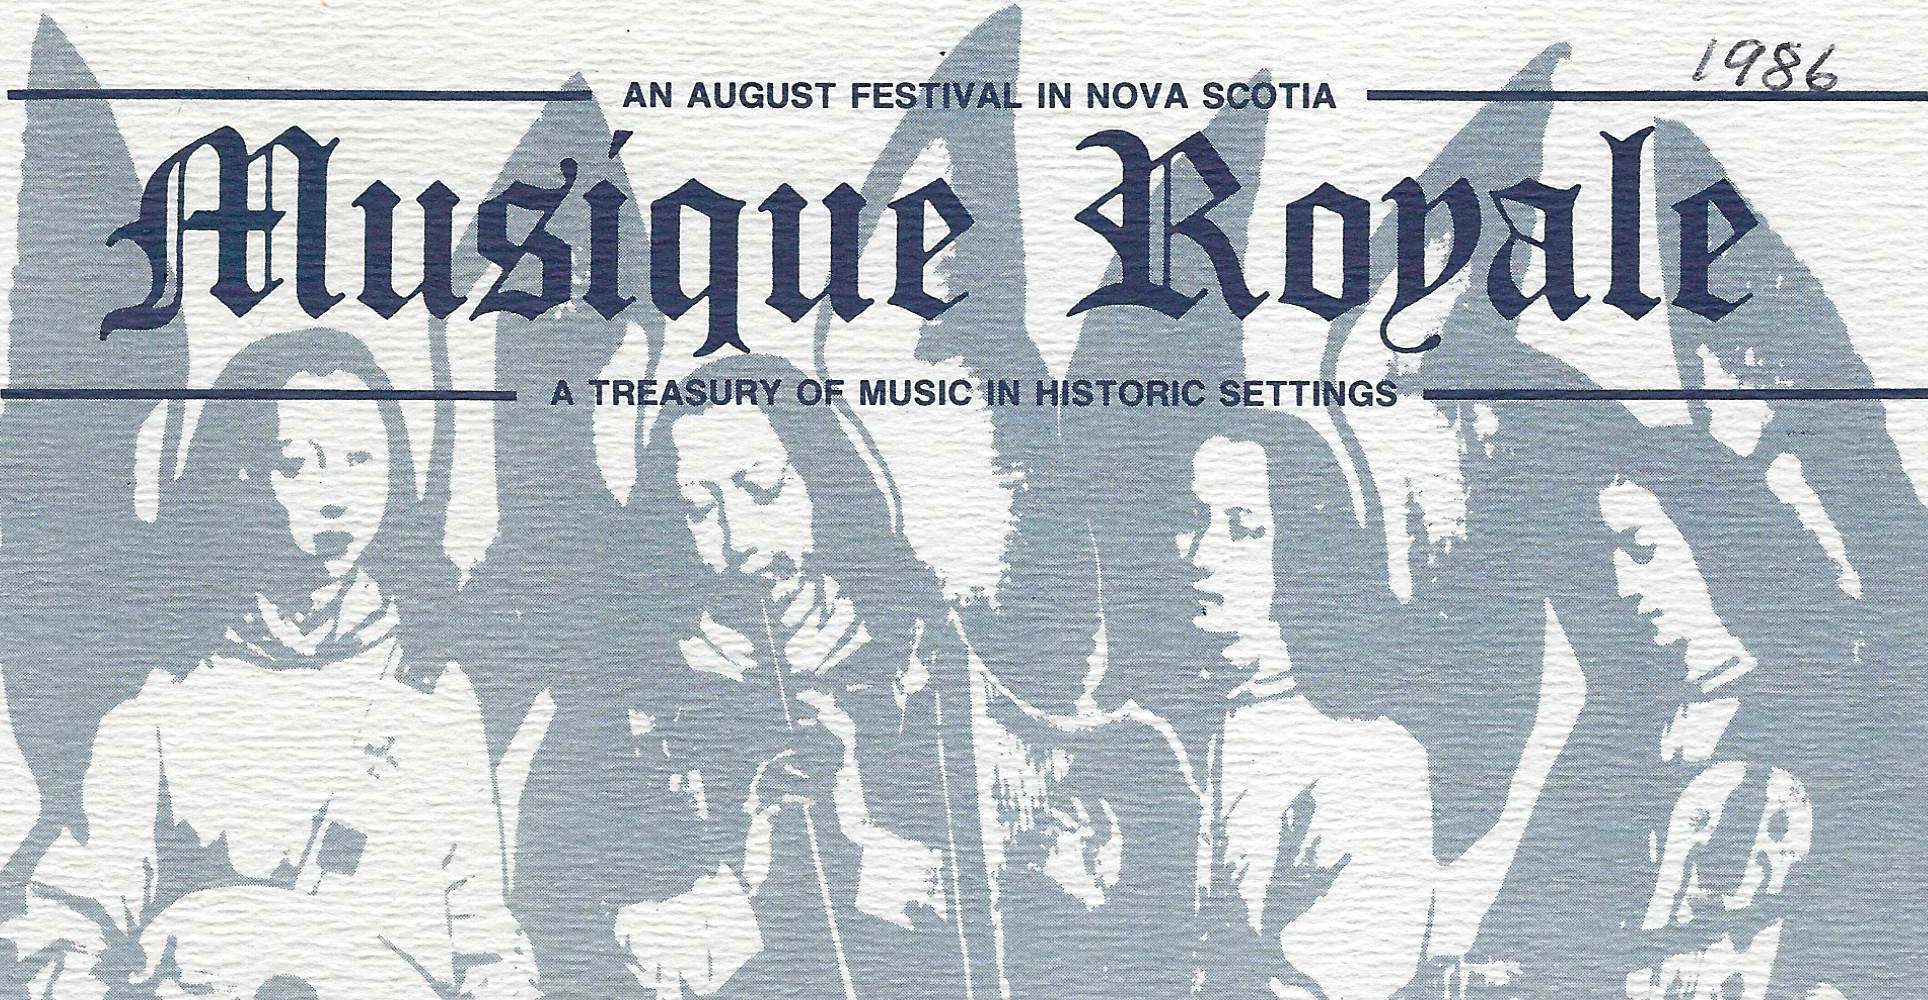 1986
AN AUGUST FESTIVAL IN NOVA SCOTIA
Musique Royale
A TREASURY OF MUSIC IN HISTORIC SETTINGS